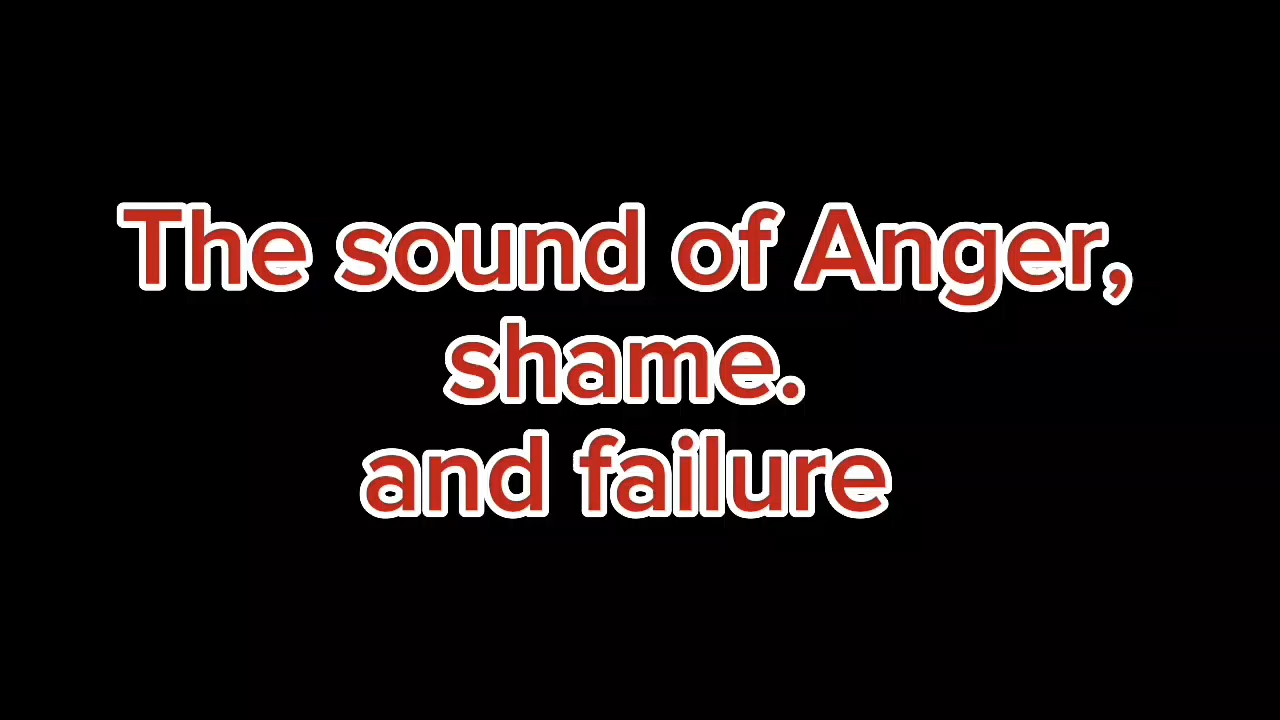 The sound of Anger,
shame.
and failure